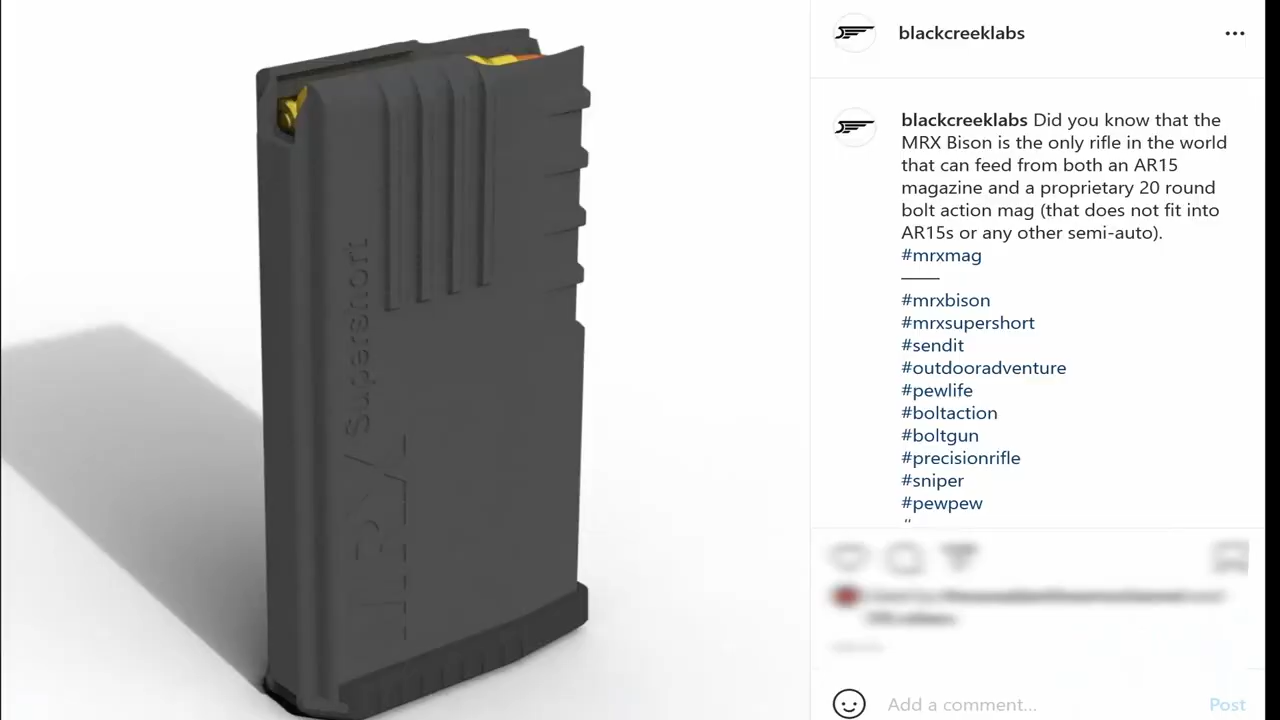 blackcreeklabs
blackcreeklabs Did you know that the
MRX Bison is the only rifle in the world
that can feed from both an AR15
magazine and a proprietary 20 round
bolt action mag (that does not fit into
AR15s or any other semi-auto).
#mrxmag
#mrxbison
#mrxsupershort
#sendit
#outdooradventure
#pewlife
#boltaction
#boltgun
#precisionrifle
#sniper
#pewpew
Add a comment...
Post
Supershort